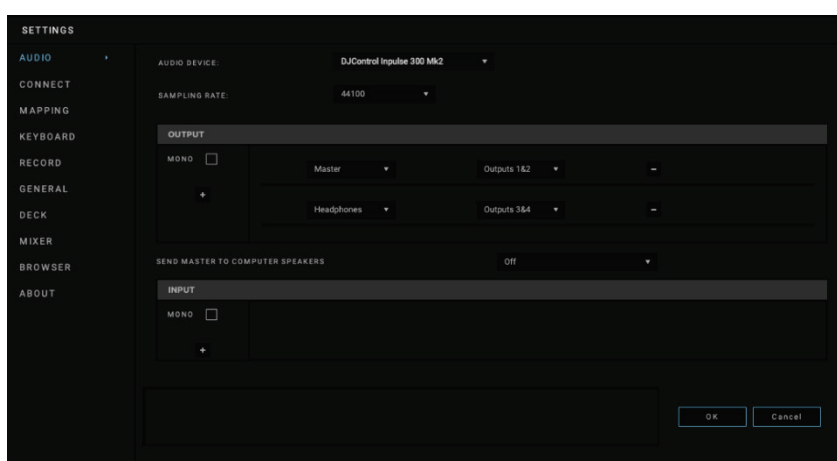 SETTINGS
AUDIO
CONNECT
MAPPING
KEYBOARD
RECORD
GENERAL
DECK
MIXER
BROWSER
ABOUT
AUDIO DEVICE: DJControl Inpulse 300 Mk2
SAMPLING RATE: 44100
OUTPUT
MONO
+
Master Outputs 1&2 -
Headphones Outputs 3&4 -
SEND MASTER TO COMPUTER SPEAKERS Off
INPUT
MONO
+
OK Cancel